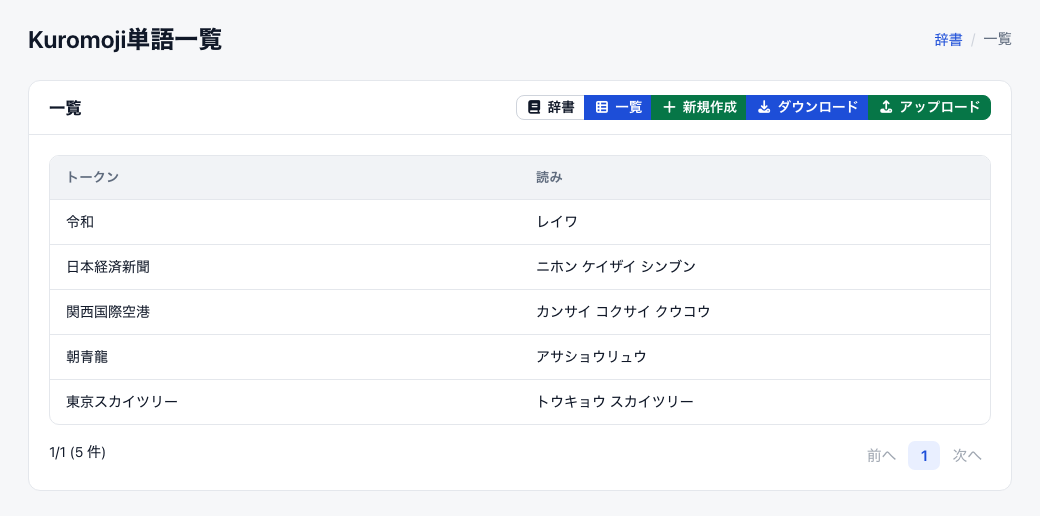 Kuromoji単語一覧
辞書 / 一覧
一覧
辞書 一覧 新規作成 ダウンロード アップロード
トークン 読み
令和 レイワ
日本経済新聞 ニホン ケイザイ シンブン
関西国際空港 カンサイ コクサイ クウコウ
朝青龍 アサショウリュウ
東京スカイツリー トウキョウ スカイツリー
1/1 (5 件)
前へ 1 次へ